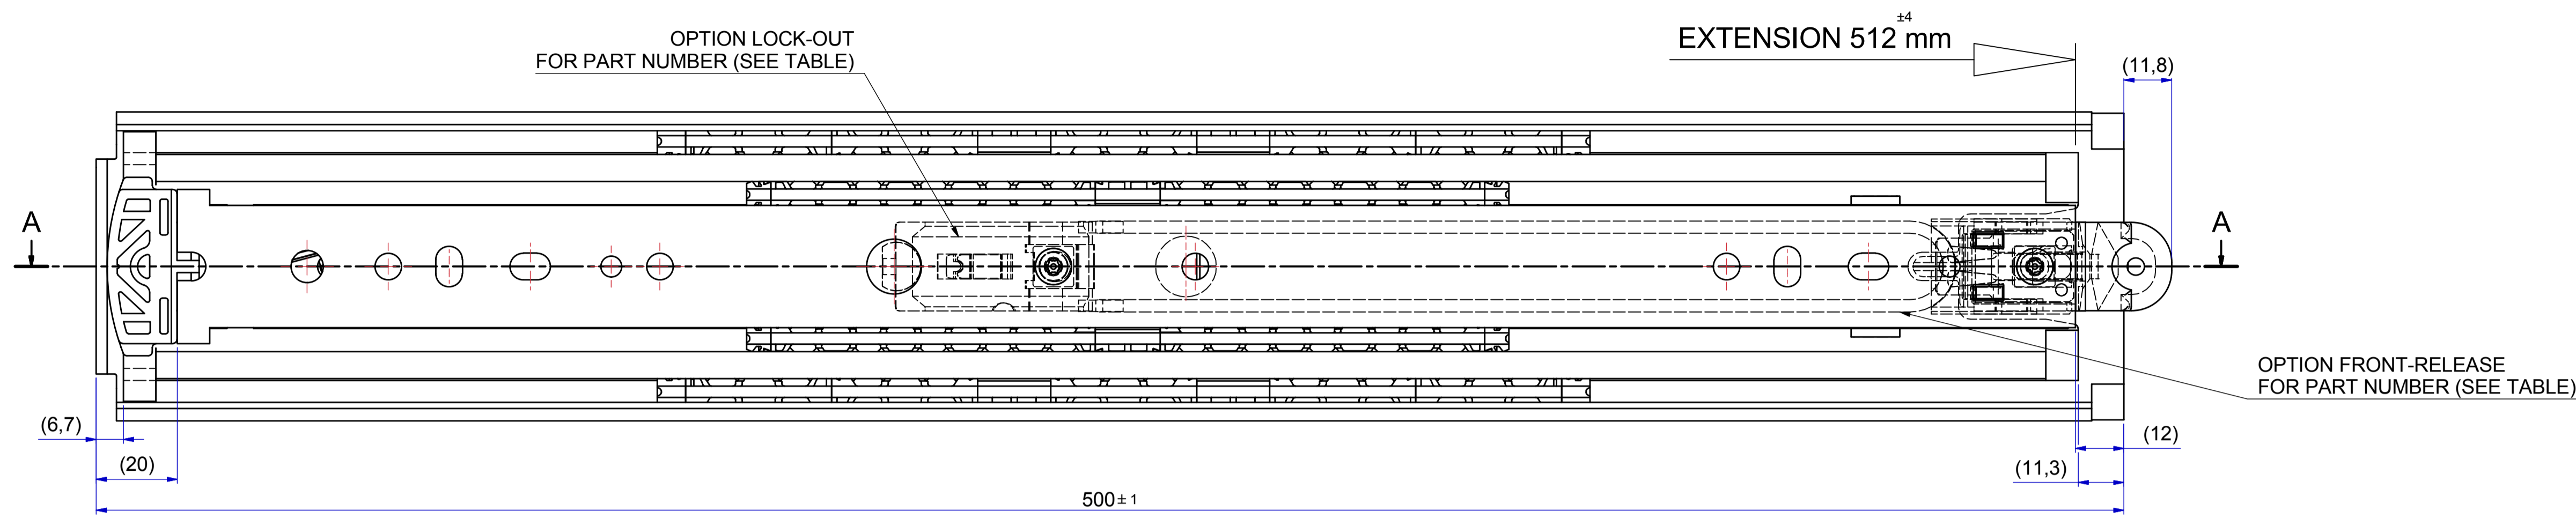 ±4
EXTENSION 512 mm
OPTION LOCK-OUT
FOR PART NUMBER (SEE TABLE)
(11,8)
A
A
OPTION FRONT-RELEASE
FOR PART NUMBER (SEE TABLE)
(6,7)
(12)
(20)
(11,3)
500± 1